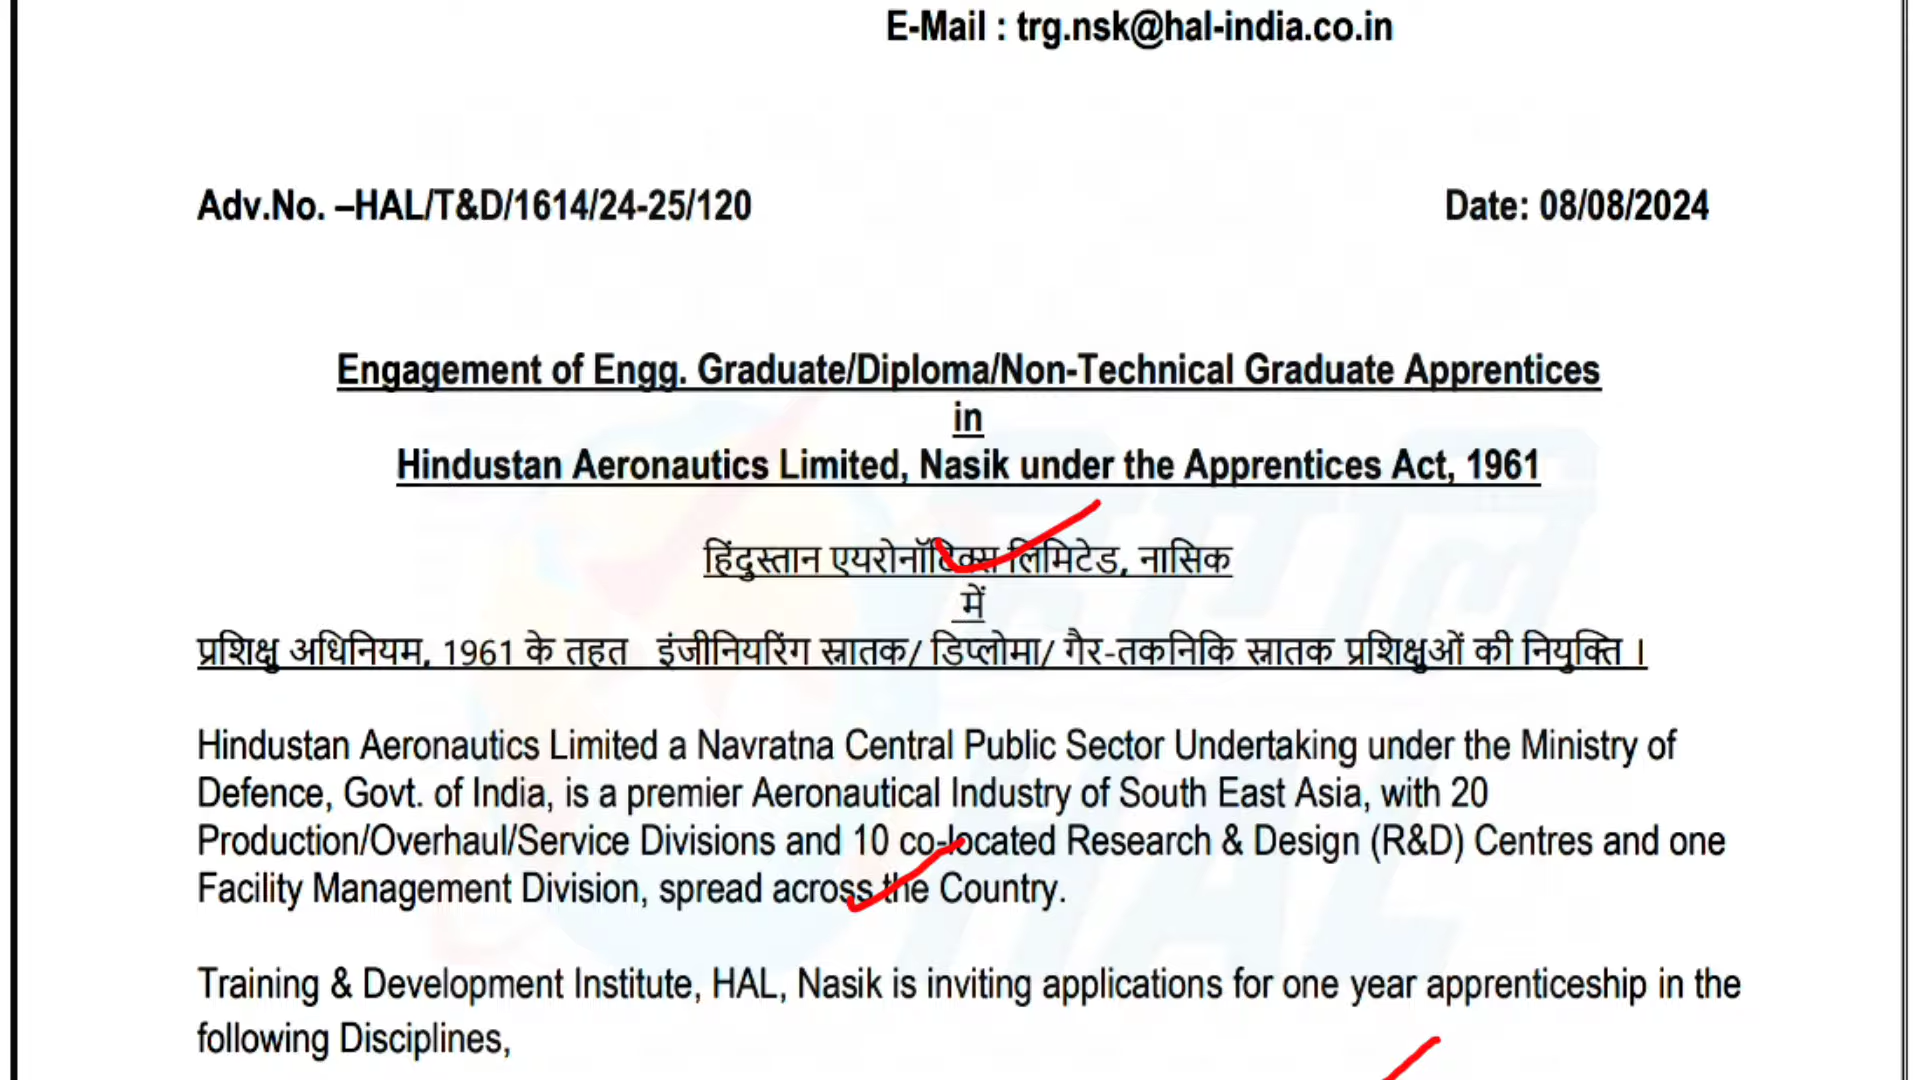 E-Mail : trg.nsk@hal-india.co.in
Adv.No. –HAL/T&D/1614/24-25/120 Date: 08/08/2024
Engagement of Engg. Graduate/Diploma/Non-Technical Graduate Apprentices
in
Hindustan Aeronautics Limited, Nasik under the Apprentices Act, 1961
हिंदुस्तान एयरोनॉटिक्स लिमिटेड, नासिक
में
प्रशिक्षु अधिनियम, 1961 के तहत इंजीनियरिंग स्नातक/ डिप्लोमा/ गैर-तकनिकि स्नातक प्रशिक्षुओं की नियुक्ति ।
Hindustan Aeronautics Limited a Navratna Central Public Sector Undertaking under the Ministry of
Defence, Govt. of India, is a premier Aeronautical Industry of South East Asia, with 20
Production/Overhaul/Service Divisions and 10 co-located Research & Design (R&D) Centres and one
Facility Management Division, spread across the Country.
Training & Development Institute, HAL, Nasik is inviting applications for one year apprenticeship in the
following Disciplines,
एचएएल
HAL